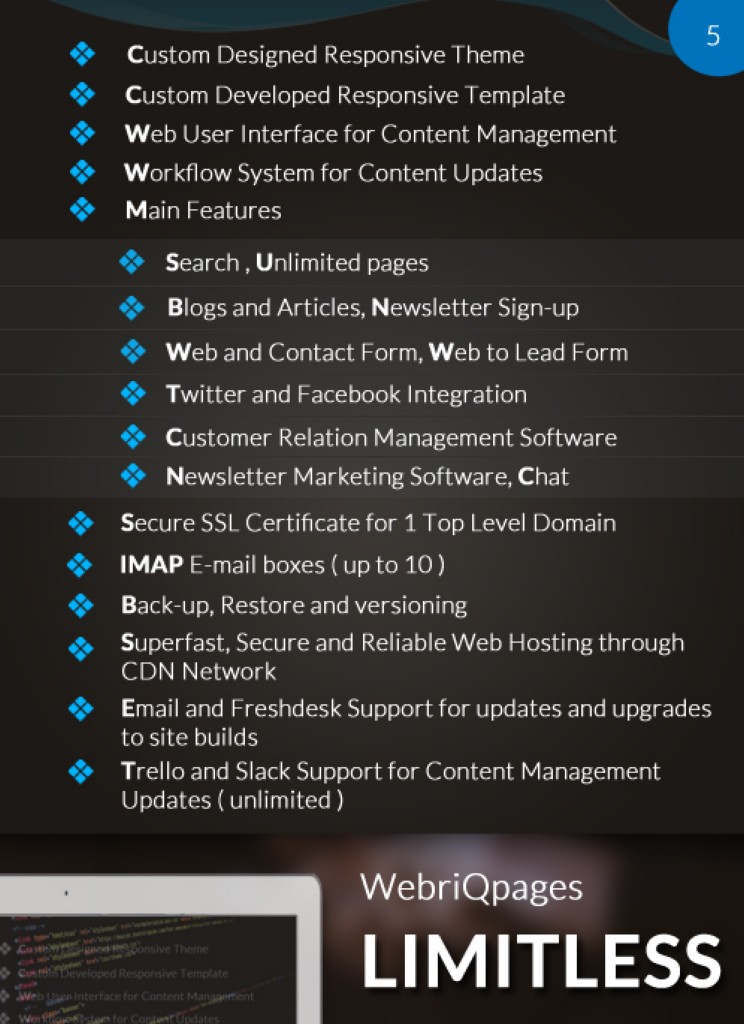 5
Custom Designed Responsive Theme
Custom Developed Responsive Template
Web User Interface for Content Management
Workflow System for Content Updates
Main Features
Search , Unlimited pages
Blogs and Articles, Newsletter Sign-up
Web and Contact Form, Web to Lead Form
Twitter and Facebook Integration
Customer Relation Management Software
Newsletter Marketing Software, Chat
Secure SSL Certificate for 1 Top Level Domain
IMAP E-mail boxes ( up to 10 )
Back-up, Restore and versioning
Superfast, Secure and Reliable Web Hosting through
CDN Network
Email and Freshdesk Support for updates and upgrades
to site builds
Trello and Slack Support for Content Management
Updates ( unlimited )
WebriQpages
LIMITLESS
Custom Designed Responsive Theme
Custom Developed Responsive Template
Web User Interface for Content Management
Workflow System for Content Updates